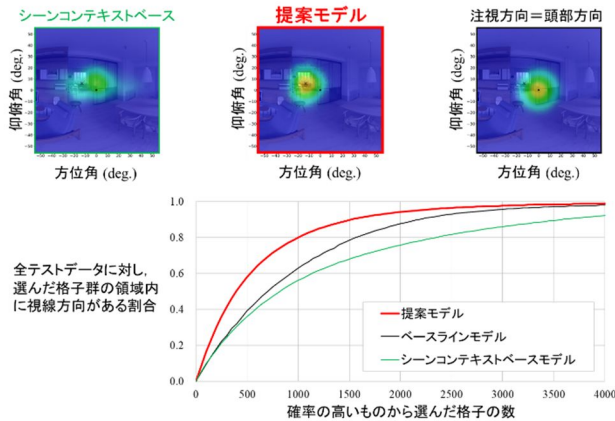 シーンコンテキストベース
提案モデル
注視方向＝頭部方向
仰俯角 (deg.)
仰俯角 (deg.)
仰俯角 (deg.)
方位角 (deg.)
方位角 (deg.)
方位角 (deg.)
全テストデータに対し，
選んだ格子群の領域内
に視線方向がある割合
1.0
0.8
0.6
0.4
0.2
0.0
提案モデル
ベースラインモデル
シーンコンテキストベースモデル
0 500 1000 1500 2000 2500 3000 3500 4000
確率の高いものから選んだ格子の数